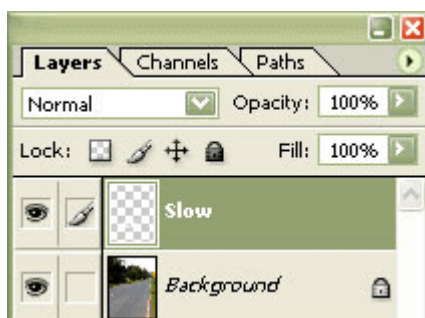 Layers Channels Paths
Normal Opacity: 100%
Lock: Fill: 100%
Slow
Background